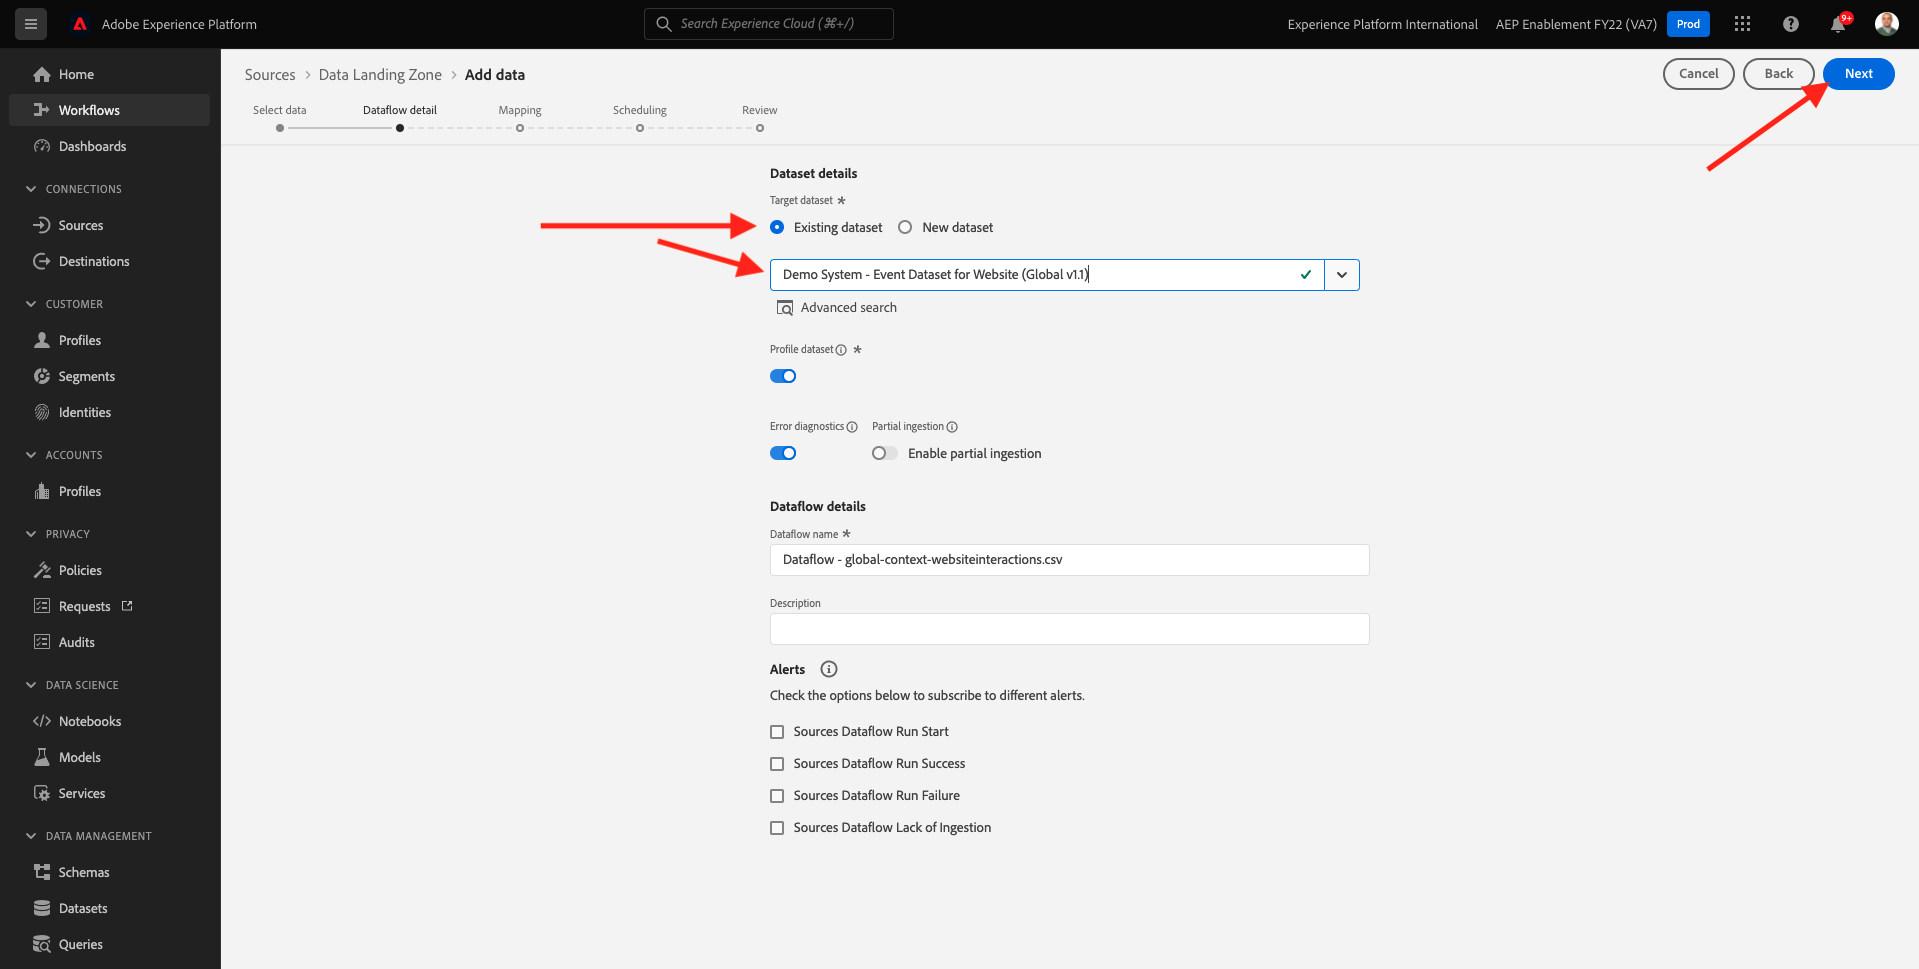 Adobe Experience Platform
Search Experience Cloud (⌘+/)
Experience Platform International
AEP Enablement FY22 (VA7)
Prod
9+
Home
Workflows
Dashboards
CONNECTIONS
Sources
Destinations
CUSTOMER
Profiles
Segments
Identities
ACCOUNTS
Profiles
PRIVACY
Policies
Requests
Audits
DATA SCIENCE
Notebooks
Models
Services
DATA MANAGEMENT
Schemas
Datasets
Queries
Sources > Data Landing Zone > Add data
Cancel
Back
Next
Select data
Dataflow detail
Mapping
Scheduling
Review
Dataset details
Target dataset *
Existing dataset
New dataset
Demo System - Event Dataset for Website (Global v1.1)
Advanced search
Profile dataset *
Error diagnostics
Partial ingestion
Enable partial ingestion
Dataflow details
Dataflow name *
Dataflow - global-context-websiteinteractions.csv
Description
Alerts
Check the options below to subscribe to different alerts.
Sources Dataflow Run Start
Sources Dataflow Run Success
Sources Dataflow Run Failure
Sources Dataflow Lack of Ingestion